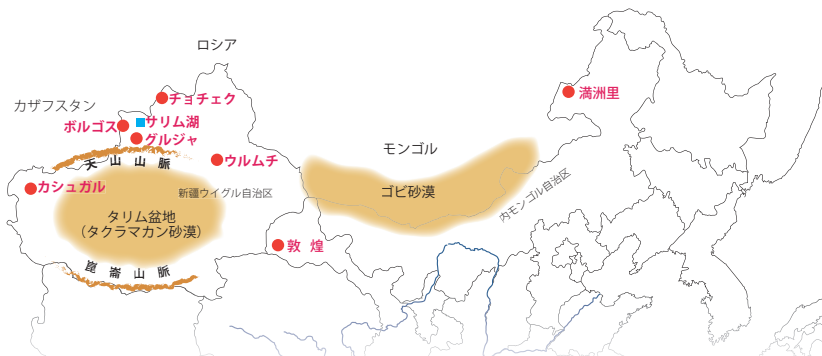 ロシア
カザフスタン
チョチェク
サリム湖
ボルゴス
グルジャ
満洲里
モンゴル
天山山脈
ウルムチ
カシュガル
新疆ウイグル自治区
ゴビ砂漠
内モンゴル自治区
タリム盆地
（タクラマカン砂漠）
敦煌
崑崙山脈